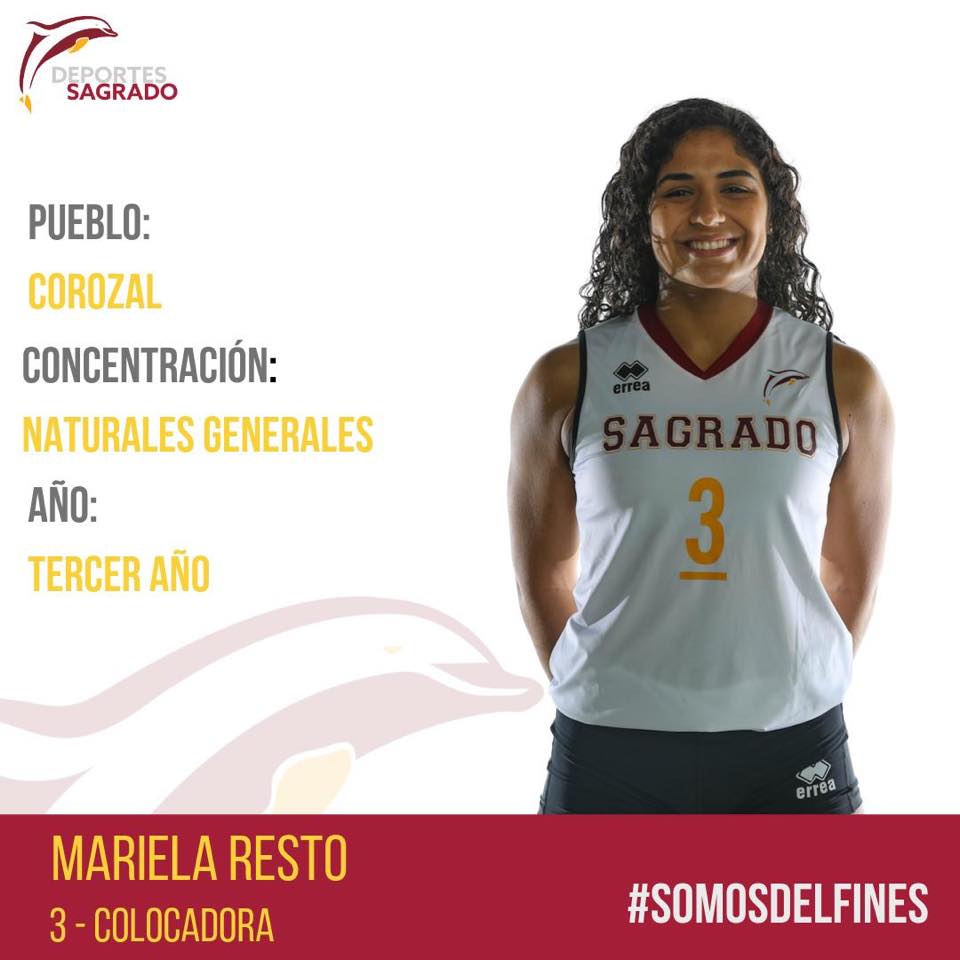 DEPORTES
SAGRADO
PUEBLO:
COROZAL
CONCENTRACIÓN:
NATURALES GENERALES
AÑO:
TERCER AÑO
errea
SAGRADO
3
errea
MARIELA RESTO
3 - COLOCADORA
#SOMOSDELFINES